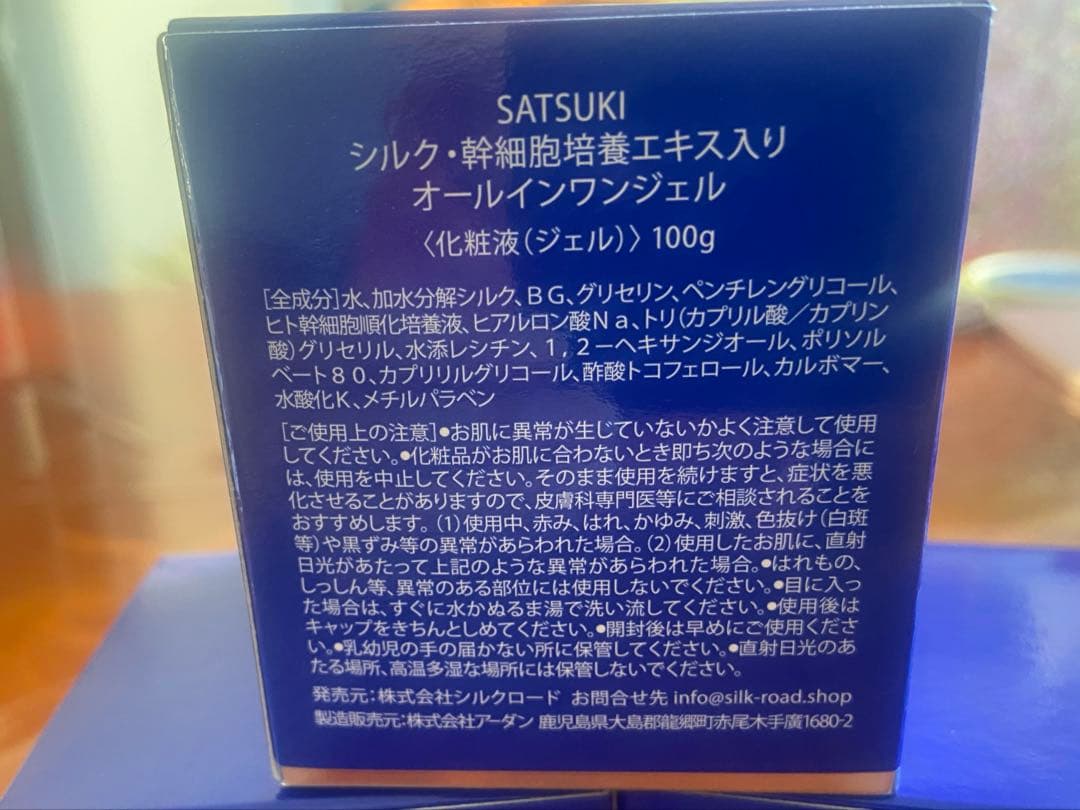 SATSUKI
シルク・幹細胞培養エキス入り
オールインワンジェル
〈化粧液（ジェル）〉100g
［全成分］水、加水分解シルク、ＢＧ、グリセリン、ペンチレングリコール、
ヒト幹細胞順化培養液、ヒアルロン酸Ｎａ、トリ（カプリル酸／カプリン
酸）グリセリル、水添レシチン、１，２－ヘキサンジオール、ポリソル
ベート８０、カプリリルグリコール、酢酸トコフェロール、カルボマー、
水酸化Ｋ、メチルパラベン
［ご使用上の注意］●お肌に異常が生じていないかよく注意して使用
してください。●化粧品がお肌に合わないとき即ち次のような場合に
は、使用を中止してください。そのまま使用を続けますと、症状を悪
化させることがありますので、皮膚科専門医等にご相談されることを
おすすめします。（1）使用中、赤み、はれ、かゆみ、刺激、色抜け（白斑
等）や黒ずみ等の異常があらわれた場合。（2）使用したお肌に、直射
日光があたって上記のような異常があらわれた場合。●はれもの、
しっしん等、異常のある部位には使用しないでください。●目に入っ
た場合は、すぐに水かぬるま湯で洗い流してください。●使用後は
キャップをきちんとしめてください。●開封後は早めにご使用くださ
い。●乳幼児の手の届かない所に保管してください。●直射日光のあ
たる場所、高温多湿な場所には保管しないでください。
発売元：株式会社シルクロード お問合せ先 info@silk-road.shop
製造販売元：株式会社アーダン 鹿児島県大島郡龍郷町赤尾木手廣1680-2